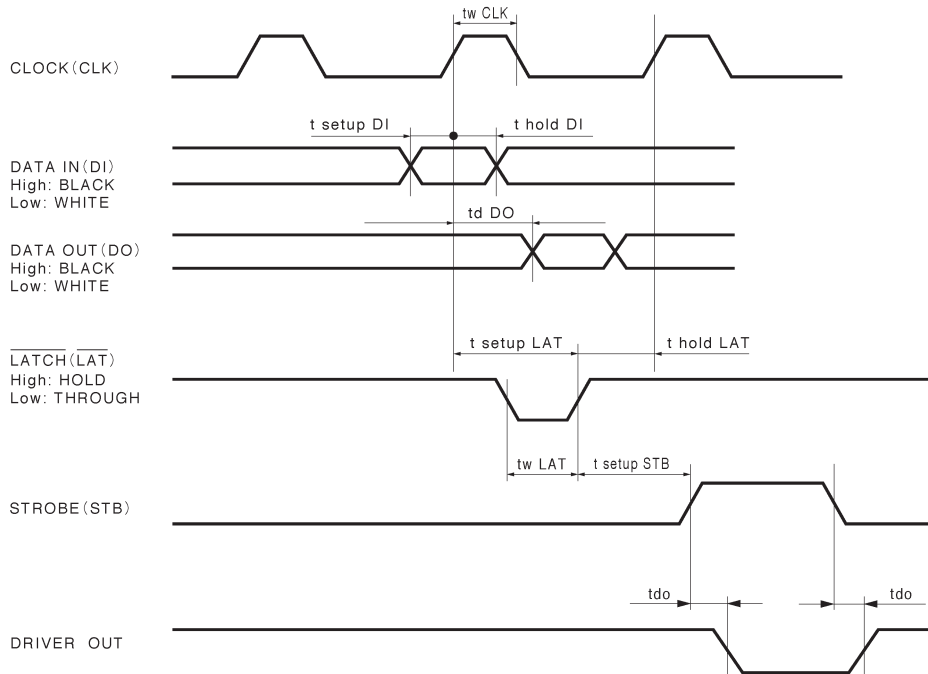 tw CLK
CLOCK(CLK)
t setup DI
t hold DI
DATA IN(DI)
High: BLACK
Low: WHITE
td DO
DATA OUT(DO)
High: BLACK
Low: WHITE
t setup LAT
t hold LAT
LATCH(LAT)
High: HOLD
Low: THROUGH
tw LAT
t setup STB
STROBE(STB)
tdo
tdo
DRIVER OUT